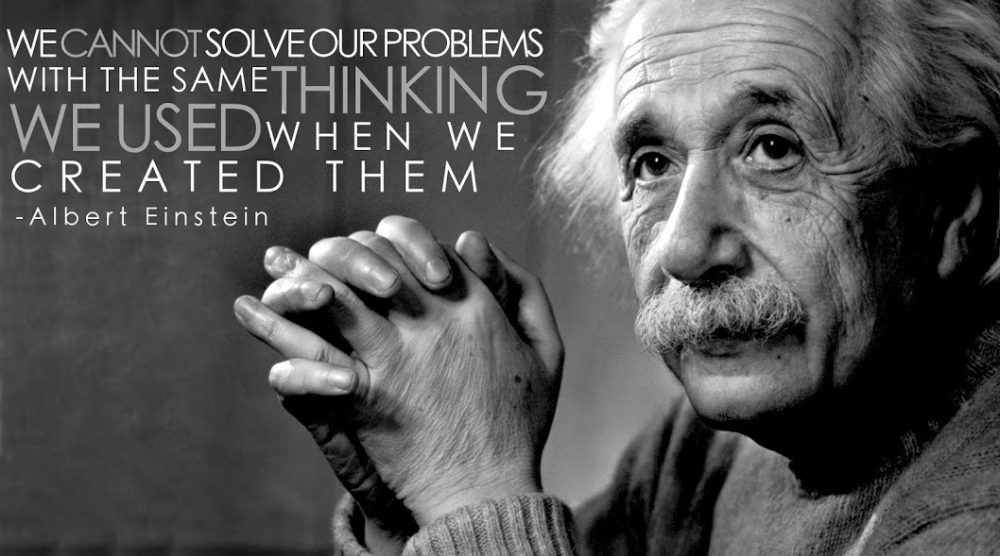 WE CANNOT SOLVE OUR PROBLEMS
WITH THE SAME THINKING
WE USED WHEN WE
CREATED THEM
-Albert Einstein